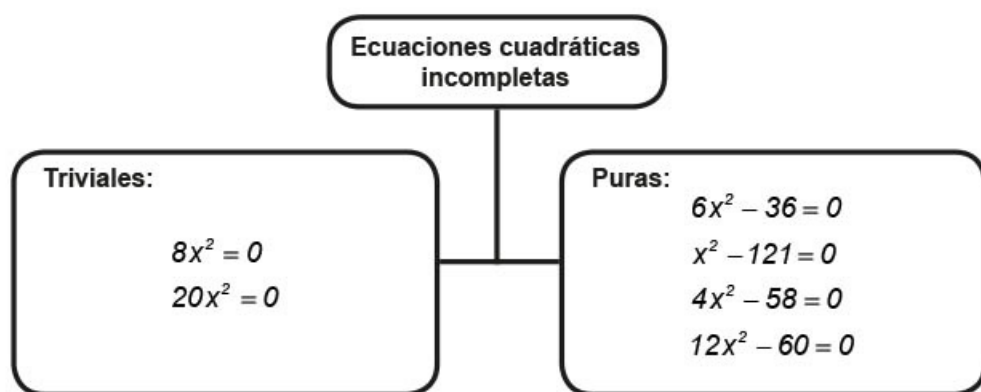 Ecuaciones cuadráticas
incompletas
Triviales:
8x² = 0
20x² = 0
Puras:
6x² – 36 = 0
x² – 121 = 0
4x² – 58 = 0
12x² – 60 = 0